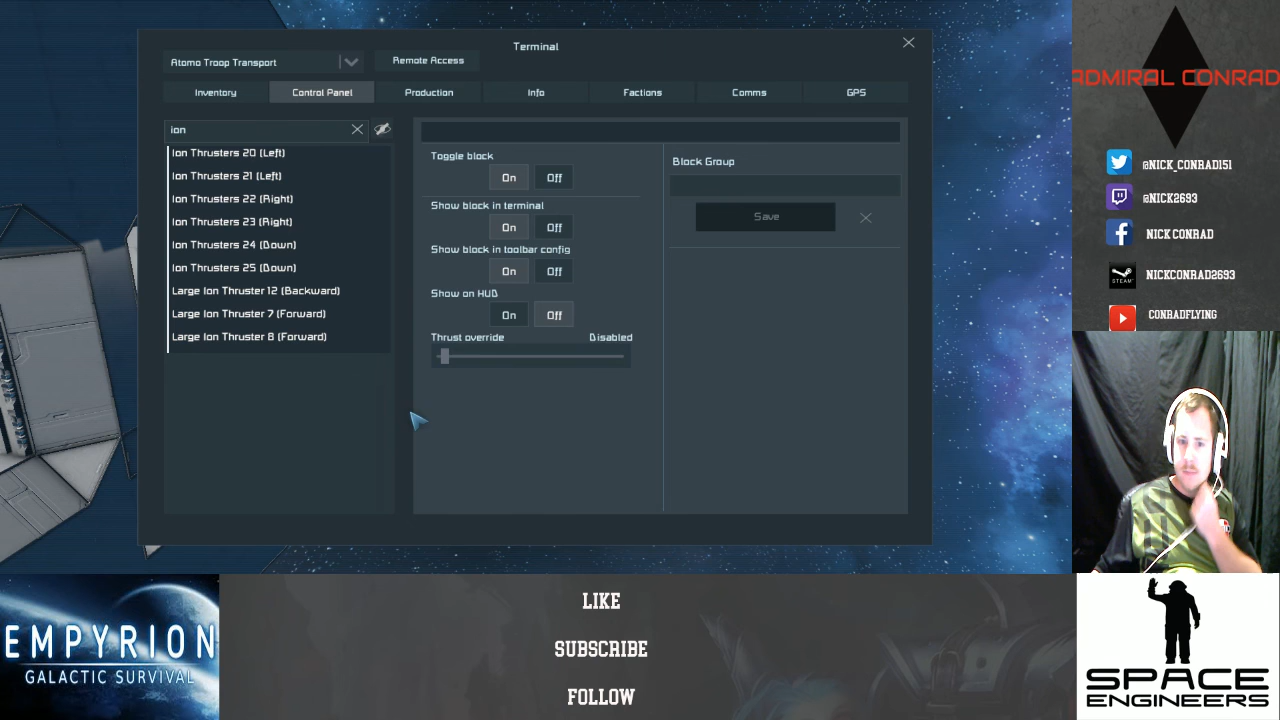 Terminal
Atomo Troop Transport
Remote Access
Inventory
Control Panel
Production
Info
Factions
Comms
GPS
ion
Ion Thrusters 20 (Left)
Ion Thrusters 21 (Left)
Ion Thrusters 22 (Right)
Ion Thrusters 23 (Right)
Ion Thrusters 24 (Down)
Ion Thrusters 25 (Down)
Large Ion Thruster 12 (Backward)
Large Ion Thruster 7 (Forward)
Large Ion Thruster 8 (Forward)
Toggle block
On Off
Show block in terminal
On Off
Show block in toolbar config
On Off
Show on HUD
On Off
Thrust override Disabled
Block Group
Save
ADMIRAL CONRAD
@NICK_CONRAD151
@NICK2693
NICK CONRAD
STEAM
NICKCONRAD2693
CONRADFLYING
EMPYRION
GALACTIC SURVIVAL
LIKE
SUBSCRIBE
FOLLOW
SPACE
ENGINEERS